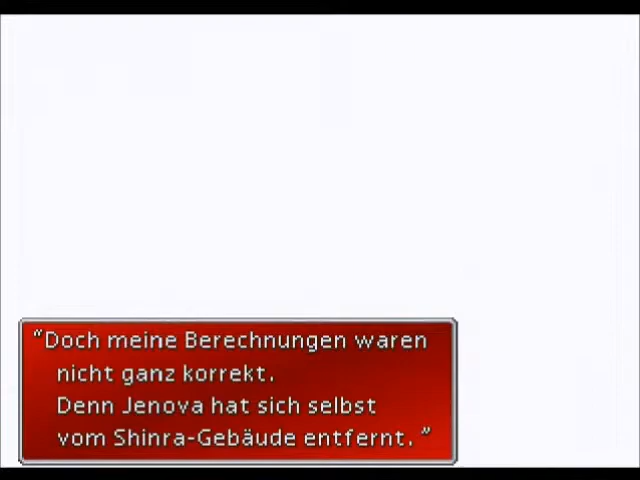 “Doch meine Berechnungen waren
nicht ganz korrekt.
Denn Jenova hat sich selbst
vom Shinra-Gebäude entfernt.”